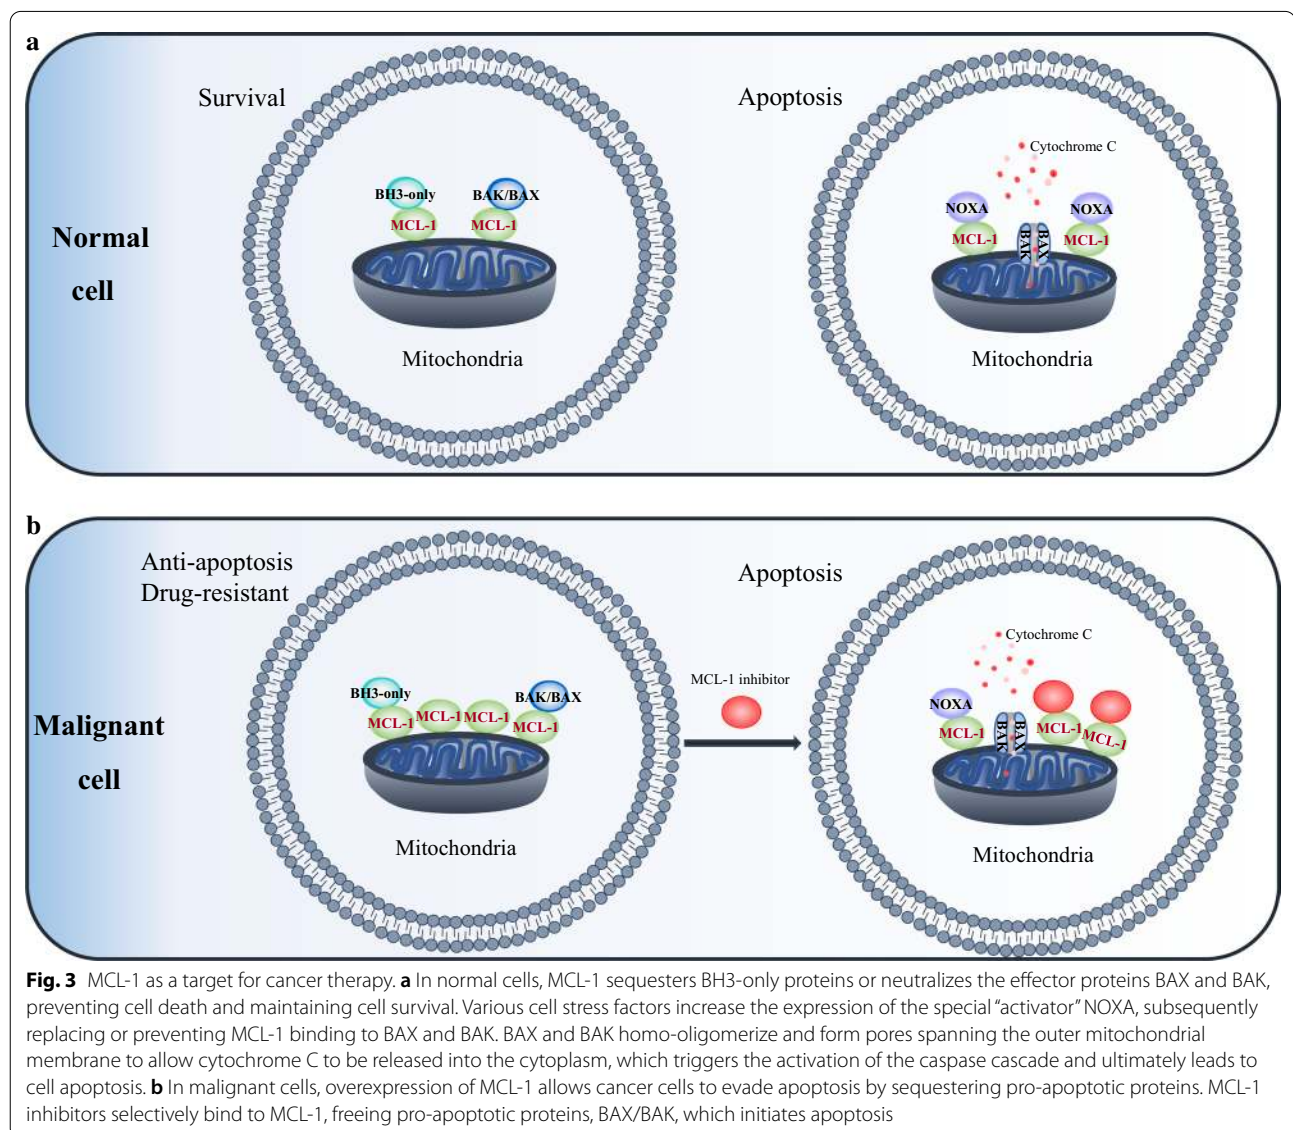 a
Survival
Apoptosis
Cytochrome C
BH3-only
BAK/BAX
NOXA
NOXA
MCL-1
MCL-1
MCL-1
BAK
BAX
MCL-1
Normal
cell
Mitochondria
Mitochondria
b
Anti-apoptosis
Drug-resistant
Apoptosis
Cytochrome C
MCL-1 inhibitor
BH3-only
BAK/BAX
NOXA
MCL-1
MCL-1
MCL-1
MCL-1
MCL-1
BAK
BAX
MCL-1
MCL-1
Malignant
cell
Mitochondria
Mitochondria
Fig. 3 MCL-1 as a target for cancer therapy. a In normal cells, MCL-1 sequesters BH3-only proteins or neutralizes the effector proteins BAX and BAK,
preventing cell death and maintaining cell survival. Various cell stress factors increase the expression of the special “activator” NOXA, subsequently
replacing or preventing MCL-1 binding to BAX and BAK. BAX and BAK homo-oligomerize and form pores spanning the outer mitochondrial
membrane to allow cytochrome C to be released into the cytoplasm, which triggers the activation of the caspase cascade and ultimately leads to
cell apoptosis. b In malignant cells, overexpression of MCL-1 allows cancer cells to evade apoptosis by sequestering pro-apoptotic proteins. MCL-1
inhibitors selectively bind to MCL-1, freeing pro-apoptotic proteins, BAX/BAK, which initiates apoptosis